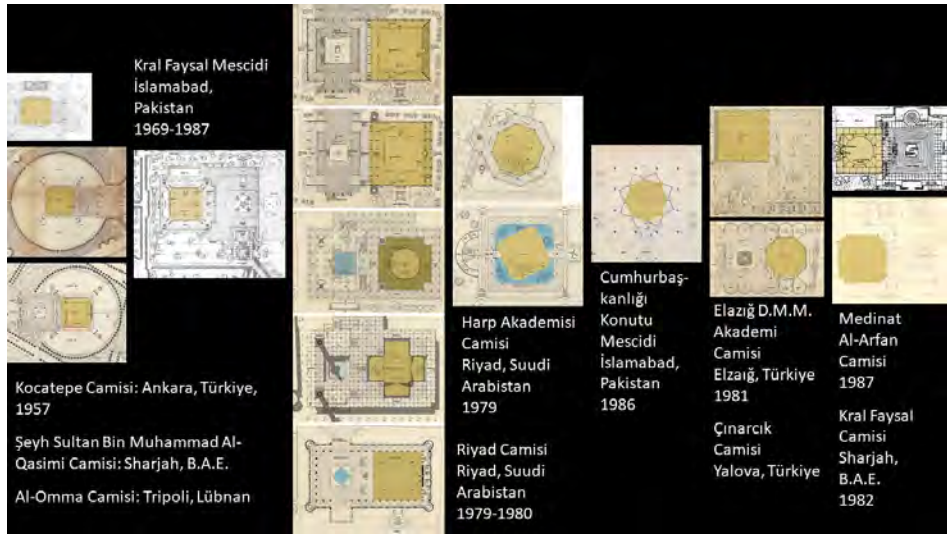 Kral Faysal Mescidi
İslamabad,
Pakistan
1969-1987
Kocatepe Camisi: Ankara, Türkiye,
1957
Şeyh Sultan Bin Muhammad Al-
Qasimi Camisi: Sharjah, B.A.E.
Al-Omma Camisi: Tripoli, Lübnan
Harp Akademisi
Camisi
Riyad, Suudi
Arabistan
1979
Riyad Camisi
Riyad, Suudi
Arabistan
1979-1980
Cumhurbaş-
kanlığı
Konutu
Mescidi
İslamabad,
Pakistan
1986
Elazığ D.M.M.
Akademi
Camisi
Elzaığ, Türkiye
1981
Çınarcık
Camisi
Yalova, Türkiye
Medinat
Al-Arfan
Camisi
1987
Kral Faysal
Camisi
Sharjah,
B.A.E.
1982